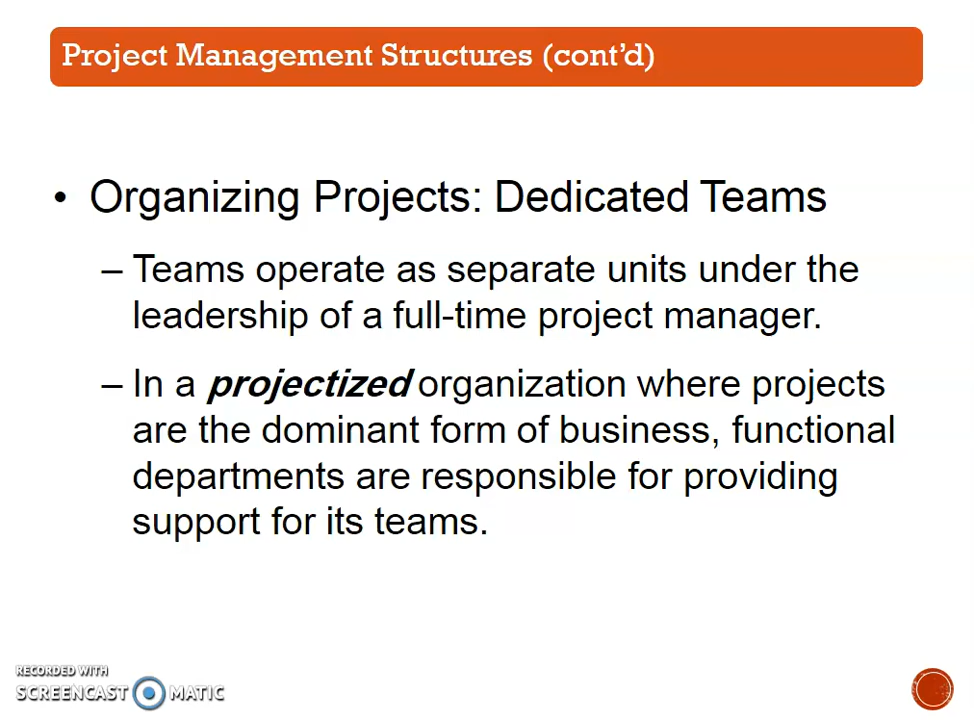 Project Management Structures (cont’d)
• Organizing Projects: Dedicated Teams
– Teams operate as separate units under the
leadership of a full-time project manager.
– In a projectized organization where projects
are the dominant form of business, functional
departments are responsible for providing
support for its teams.
RECORDED WITH
SCREENCAST MATIC